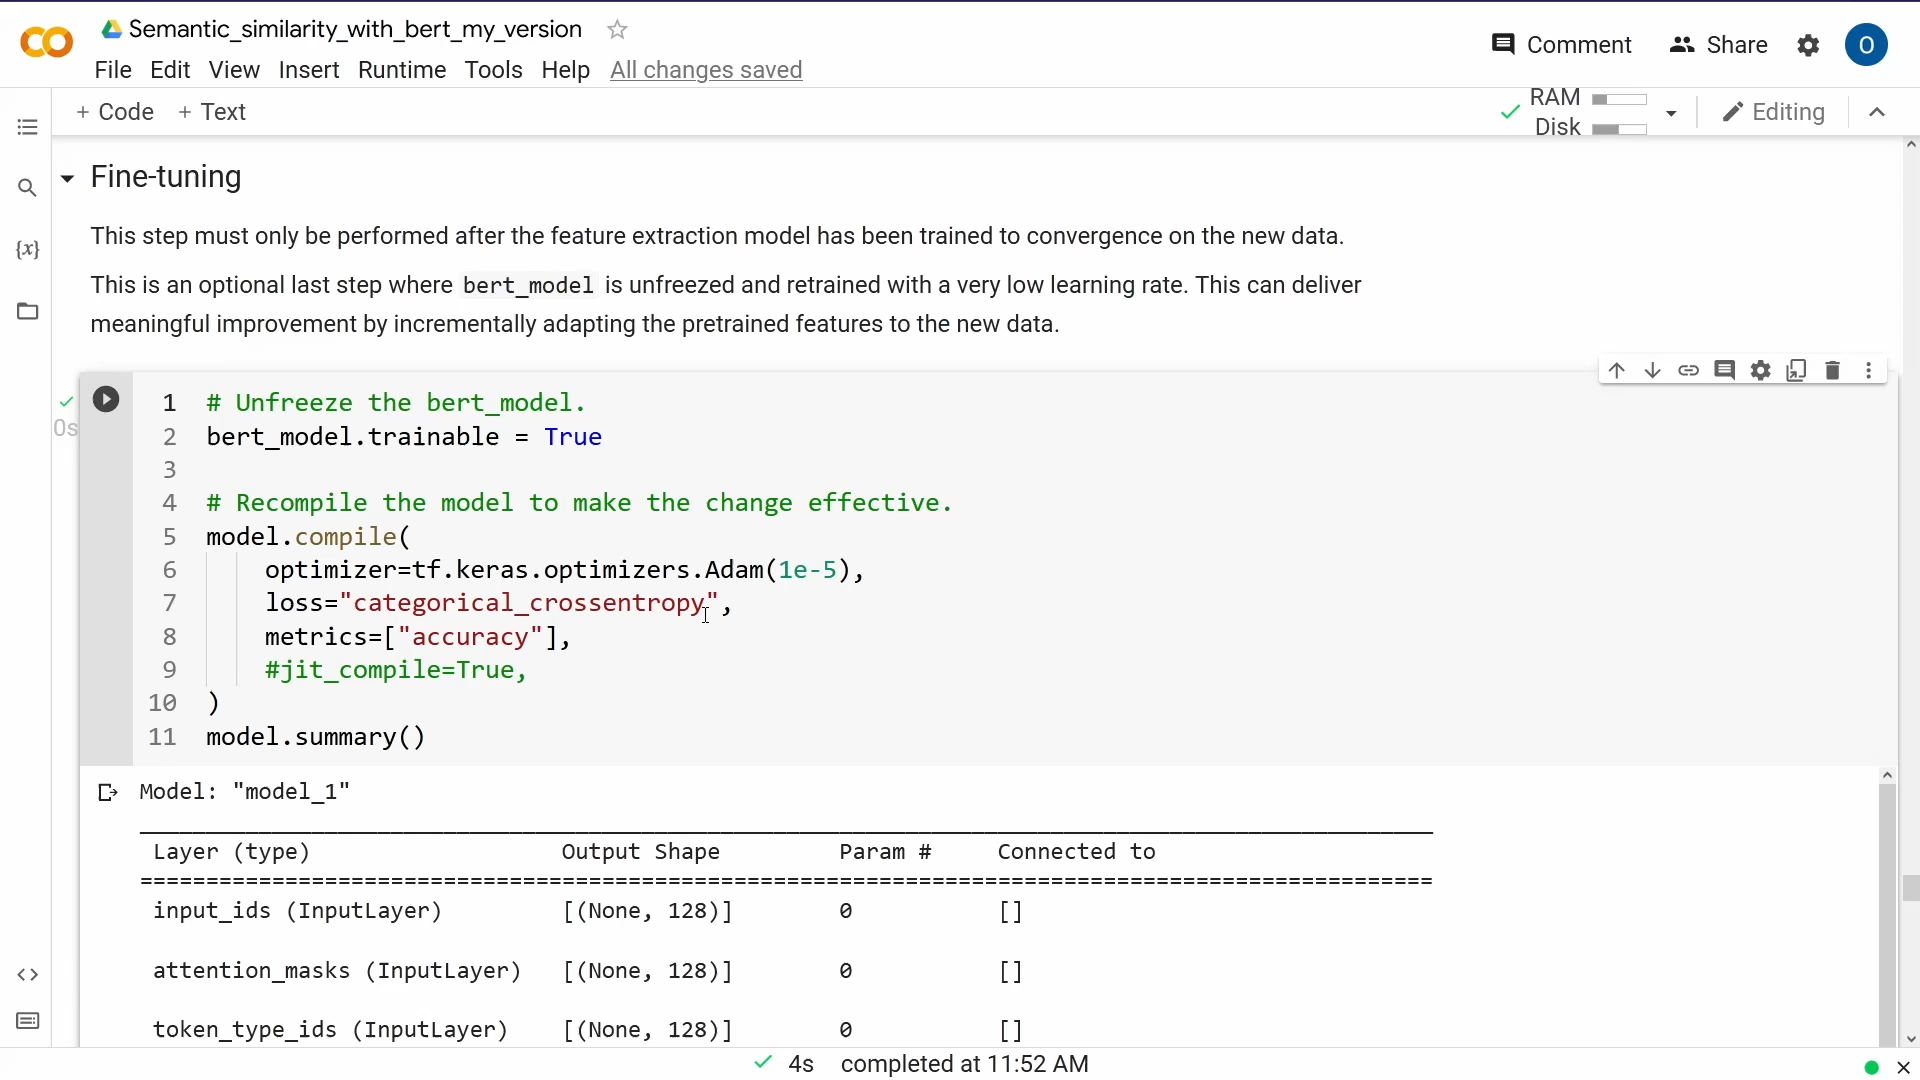 Semantic_similarity_with_bert_my_version
File Edit View Insert Runtime Tools Help All changes saved
Comment Share O
+ Code + Text
RAM
Disk
Editing
Fine-tuning
This step must only be performed after the feature extraction model has been trained to convergence on the new data.
This is an optional last step where bert_model is unfreezed and retrained with a very low learning rate. This can deliver
meaningful improvement by incrementally adapting the pretrained features to the new data.
{x}
0s
1 # Unfreeze the bert_model.
2 bert_model.trainable = True
3
4 # Recompile the model to make the change effective.
5 model.compile(
6 optimizer=tf.keras.optimizers.Adam(1e-5),
7 loss="categorical_crossentropy",
8 metrics=["accuracy"],
9 #jit_compile=True,
10 )
11 model.summary()
Model: "model_1"
Layer (type) Output Shape Param # Connected to
==================================================================================================
input_ids (InputLayer) [(None, 128)] 0 []
attention_masks (InputLayer) [(None, 128)] 0 []
token_type_ids (InputLayer) [(None, 128)] 0 []
4s completed at 11:52 AM